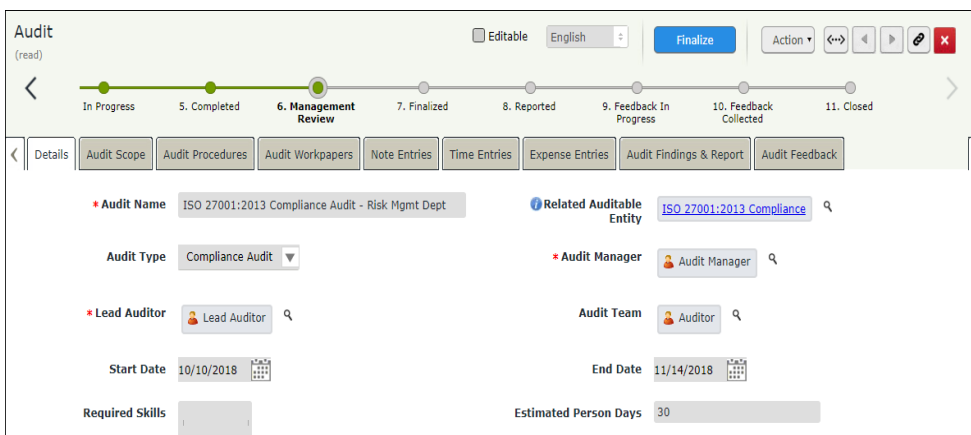 Audit
(read)
Editable
English
Finalize
Action
In Progress
5. Completed
6. Management
Review
7. Finalized
8. Reported
9. Feedback In
Progress
10. Feedback
Collected
11. Closed
Details
Audit Scope
Audit Procedures
Audit Workpapers
Note Entries
Time Entries
Expense Entries
Audit Findings & Report
Audit Feedback
* Audit Name
ISO 27001:2013 Compliance Audit - Risk Mgmt Dept
Related Auditable
Entity
ISO 27001:2013 Compliance
Audit Type
Compliance Audit
* Audit Manager
Audit Manager
* Lead Auditor
Lead Auditor
Audit Team
Auditor
Start Date
10/10/2018
End Date
11/14/2018
Required Skills
Estimated Person Days
30